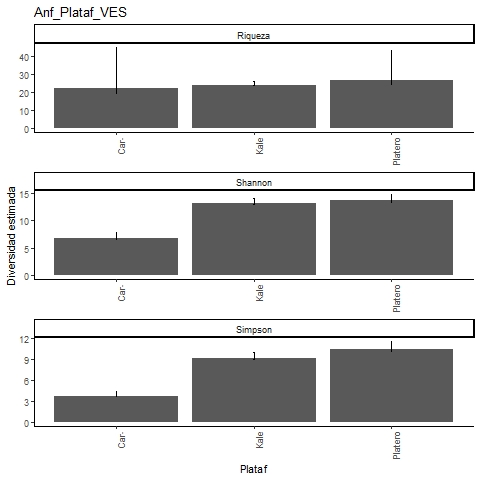 Anf_Plataf_VES
Riqueza
40
30
20
10
0
Car-
Kale
Platero
Shannon
15
10
5
0
Car-
Kale
Platero
Simpson
12
9
6
3
0
Car-
Kale
Platero
Diversidad estimada
Plataf